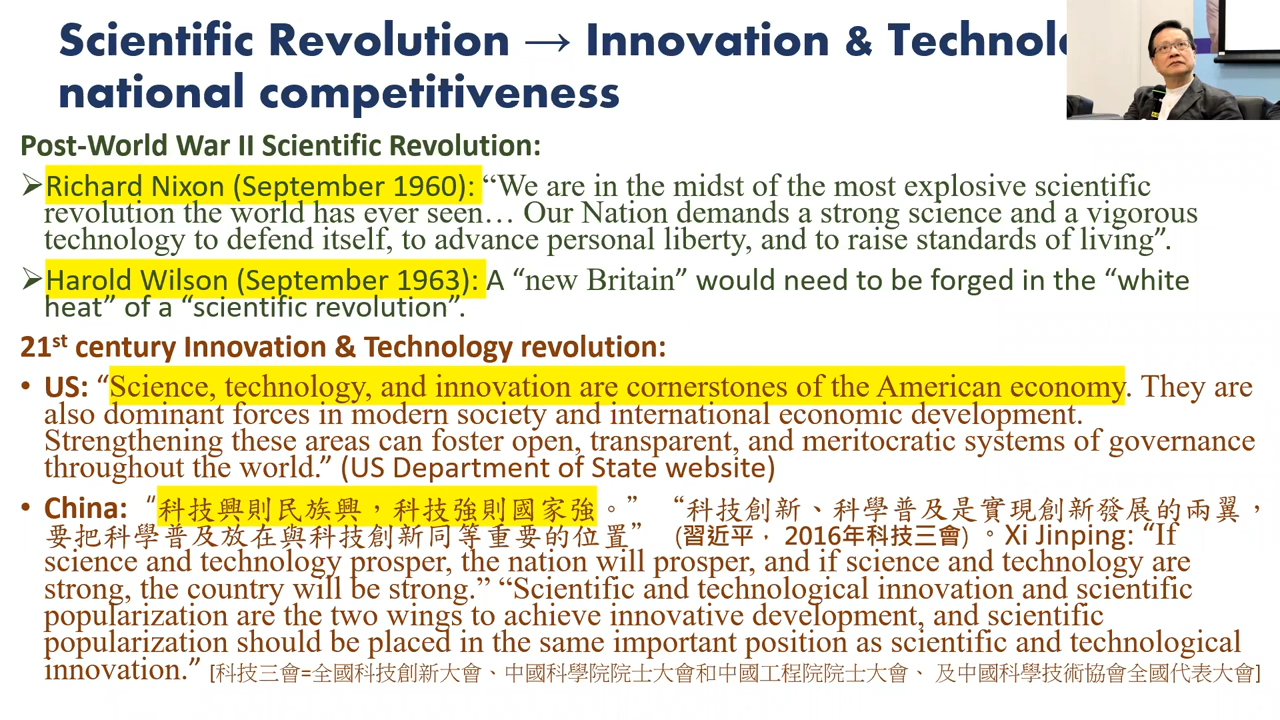 Scientific Revolution → Innovation & Technolo
national competitiveness
Post-World War II Scientific Revolution:
➢Richard Nixon (September 1960): “We are in the midst of the most explosive scientific
revolution the world has ever seen… Our Nation demands a strong science and a vigorous
technology to defend itself, to advance personal liberty, and to raise standards of living”.
➢Harold Wilson (September 1963): A “new Britain” would need to be forged in the “white
heat” of a “scientific revolution”.
21st century Innovation & Technology revolution:
• US: “Science, technology, and innovation are cornerstones of the American economy. They are
also dominant forces in modern society and international economic development.
Strengthening these areas can foster open, transparent, and meritocratic systems of governance
throughout the world.” (US Department of State website)
• China: “科技興則民族興，科技強則國家強。” “科技創新、科學普及是實現創新發展的兩翼，
要把科學普及放在與科技創新同等重要的位置” (習近平， 2016年科技三會) 。Xi Jinping: “If
science and technology prosper, the nation will prosper, and if science and technology are
strong, the country will be strong.” “Scientific and technological innovation and scientific
popularization are the two wings to achieve innovative development, and scientific
popularization should be placed in the same important position as scientific and technological
innovation.” [科技三會=全國科技創新大會、中國科學院院士大會和中國工程院院士大會、 及中國科學技術協會全國代表大會]